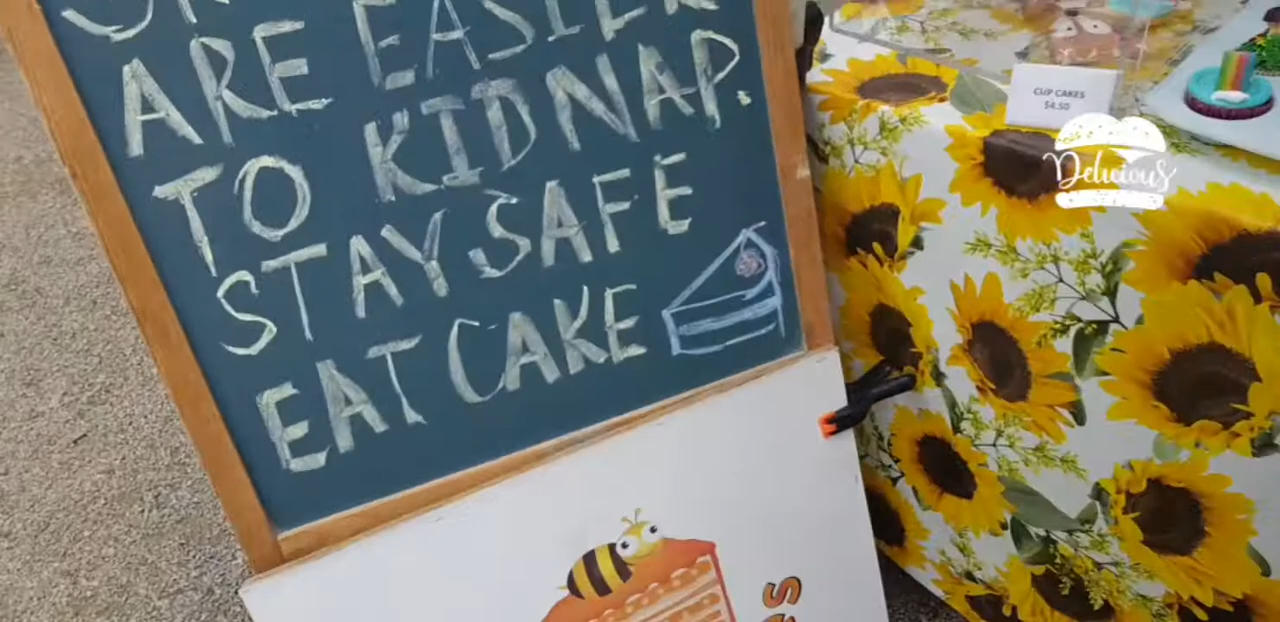 ARE EASIER
TO KIDNAP.
STAY SAFE
EAT CAKE
CUP CAKES
$4.50
Delicious